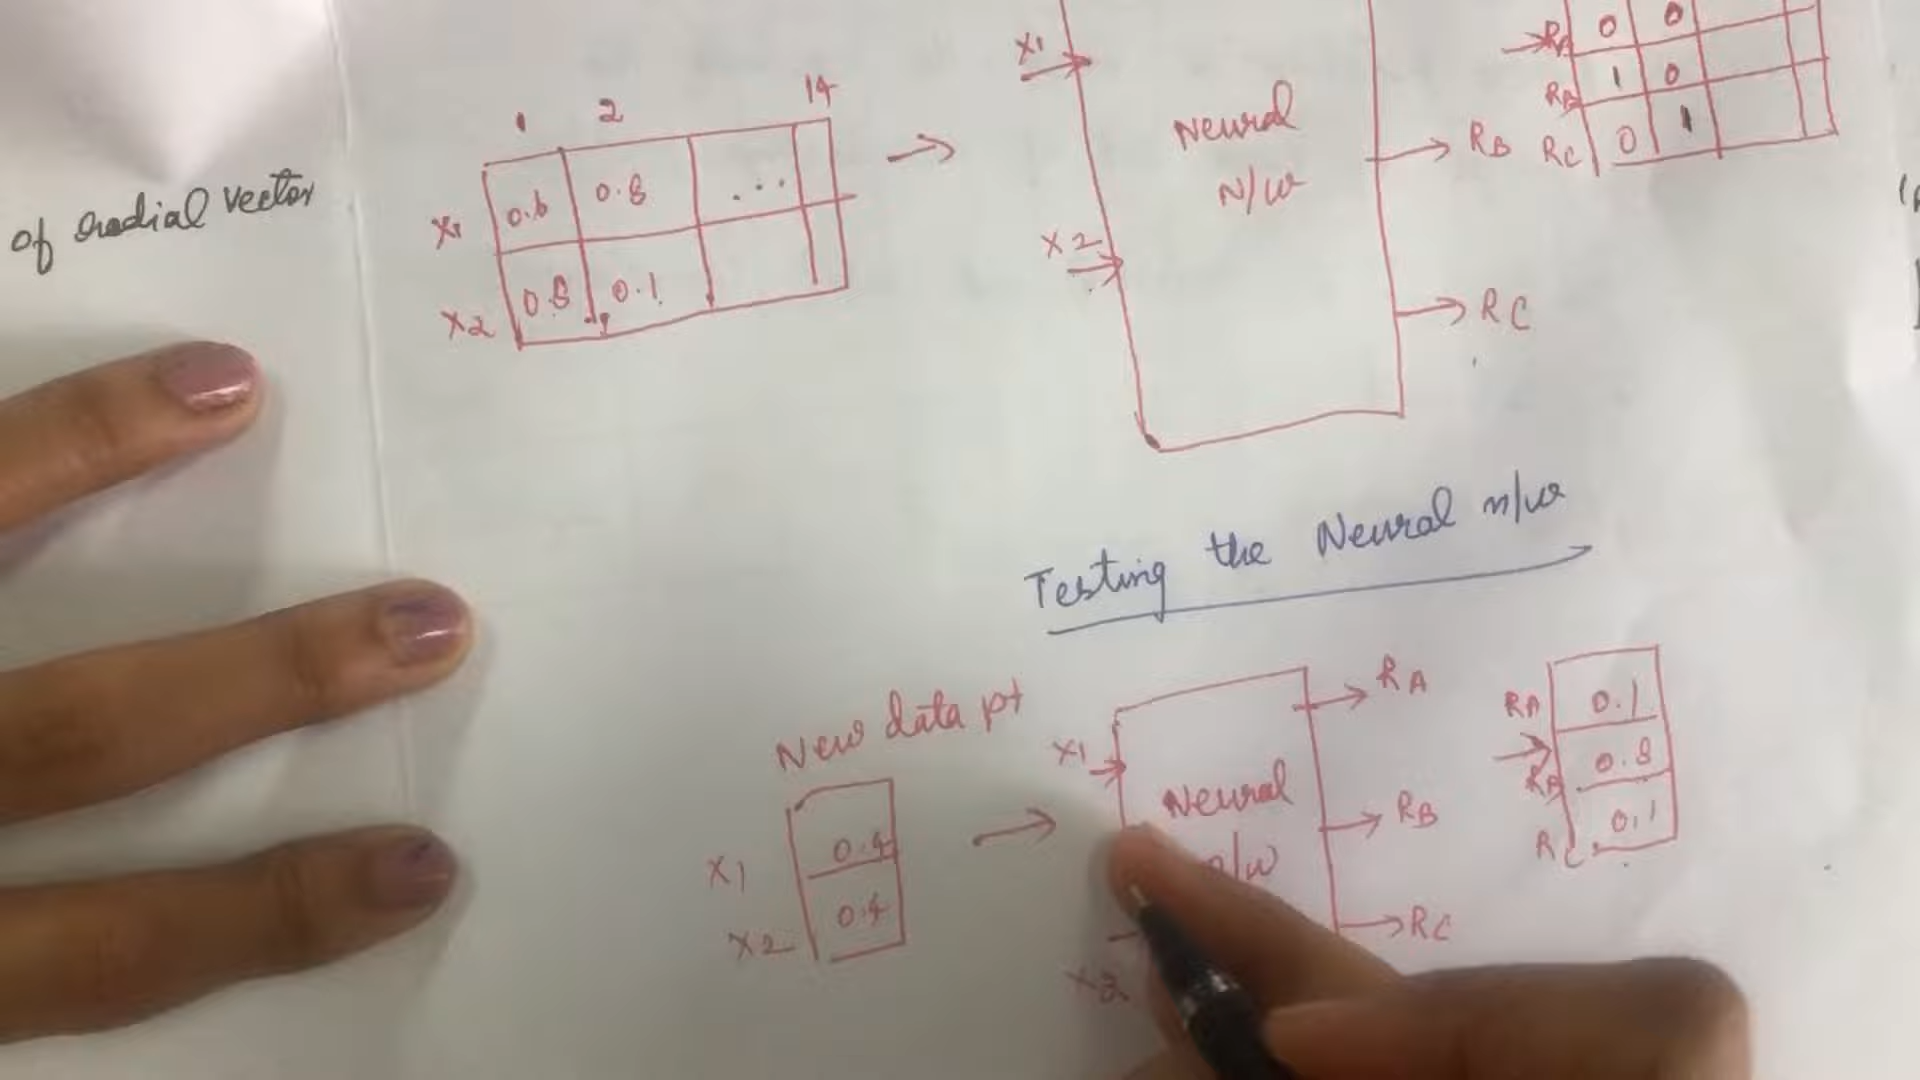 of radial vector
1 2 14
X1 0.6 0.8 ...
X2 0.8 0.1
X1
X2
Neural
N/w
RB
RC
RA 0 0
RB 1 0
RC 0 1
Testing the Neural n/w
New data pt
X1 0.4
X2 0.4
X1
Neural
n/w
RA
RB
RC
RA 0.1
RB 0.8
RC 0.1